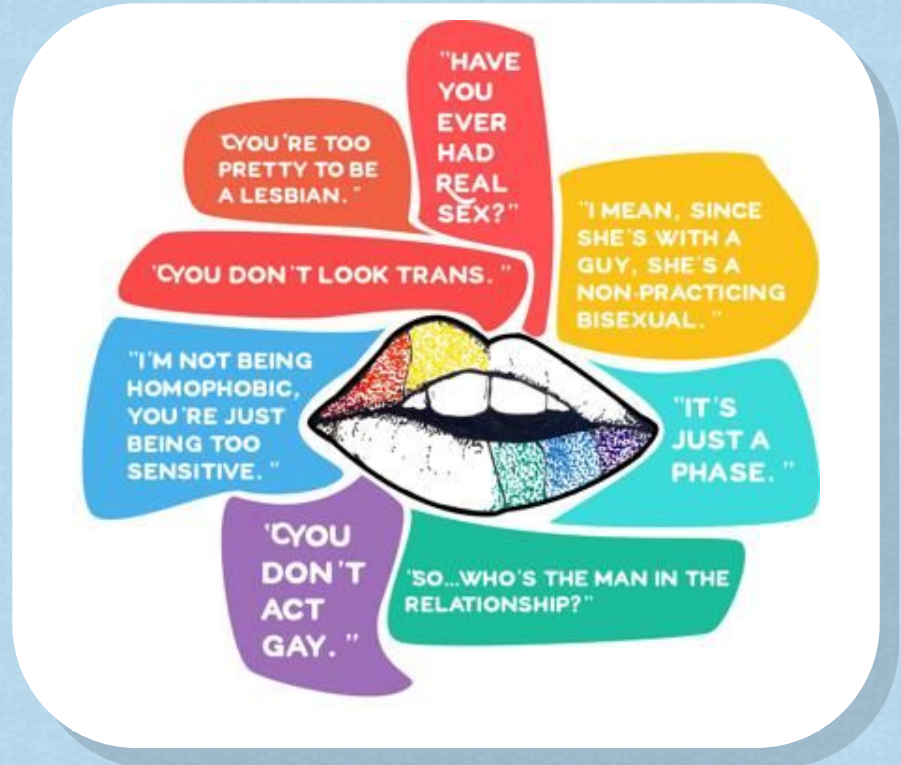 "HAVE
YOU
EVER
HAD
REAL
SEX?"
"YOU'RE TOO
PRETTY TO BE
A LESBIAN."
"I MEAN, SINCE
SHE'S WITH A
GUY, SHE'S A
NON-PRACTICING
BISEXUAL."
"YOU DON'T LOOK TRANS."
"I'M NOT BEING
HOMOPHOBIC,
YOU'RE JUST
BEING TOO
SENSITIVE."
"IT'S
JUST A
PHASE."
"YOU
DON'T
ACT
GAY."
"SO...WHO'S THE MAN IN THE
RELATIONSHIP?"